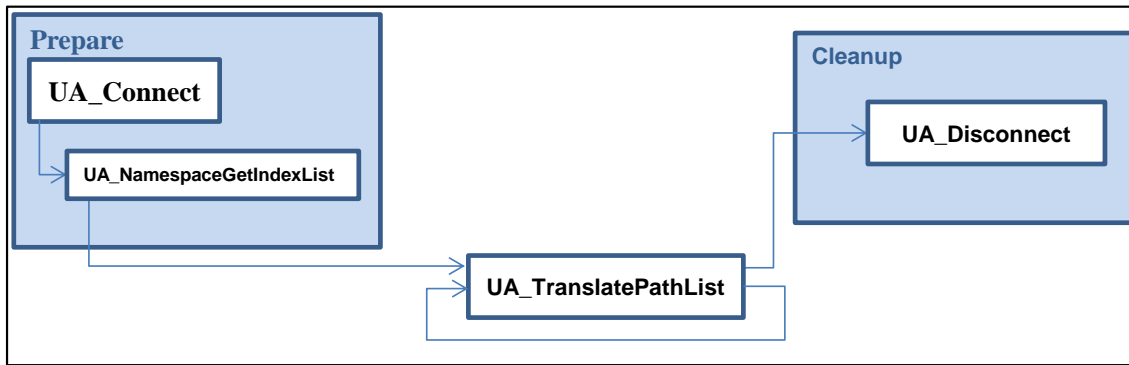 Prepare
UA_Connect
UA_NamespaceGetIndexList
UA_TranslatePathList
Cleanup
UA_Disconnect